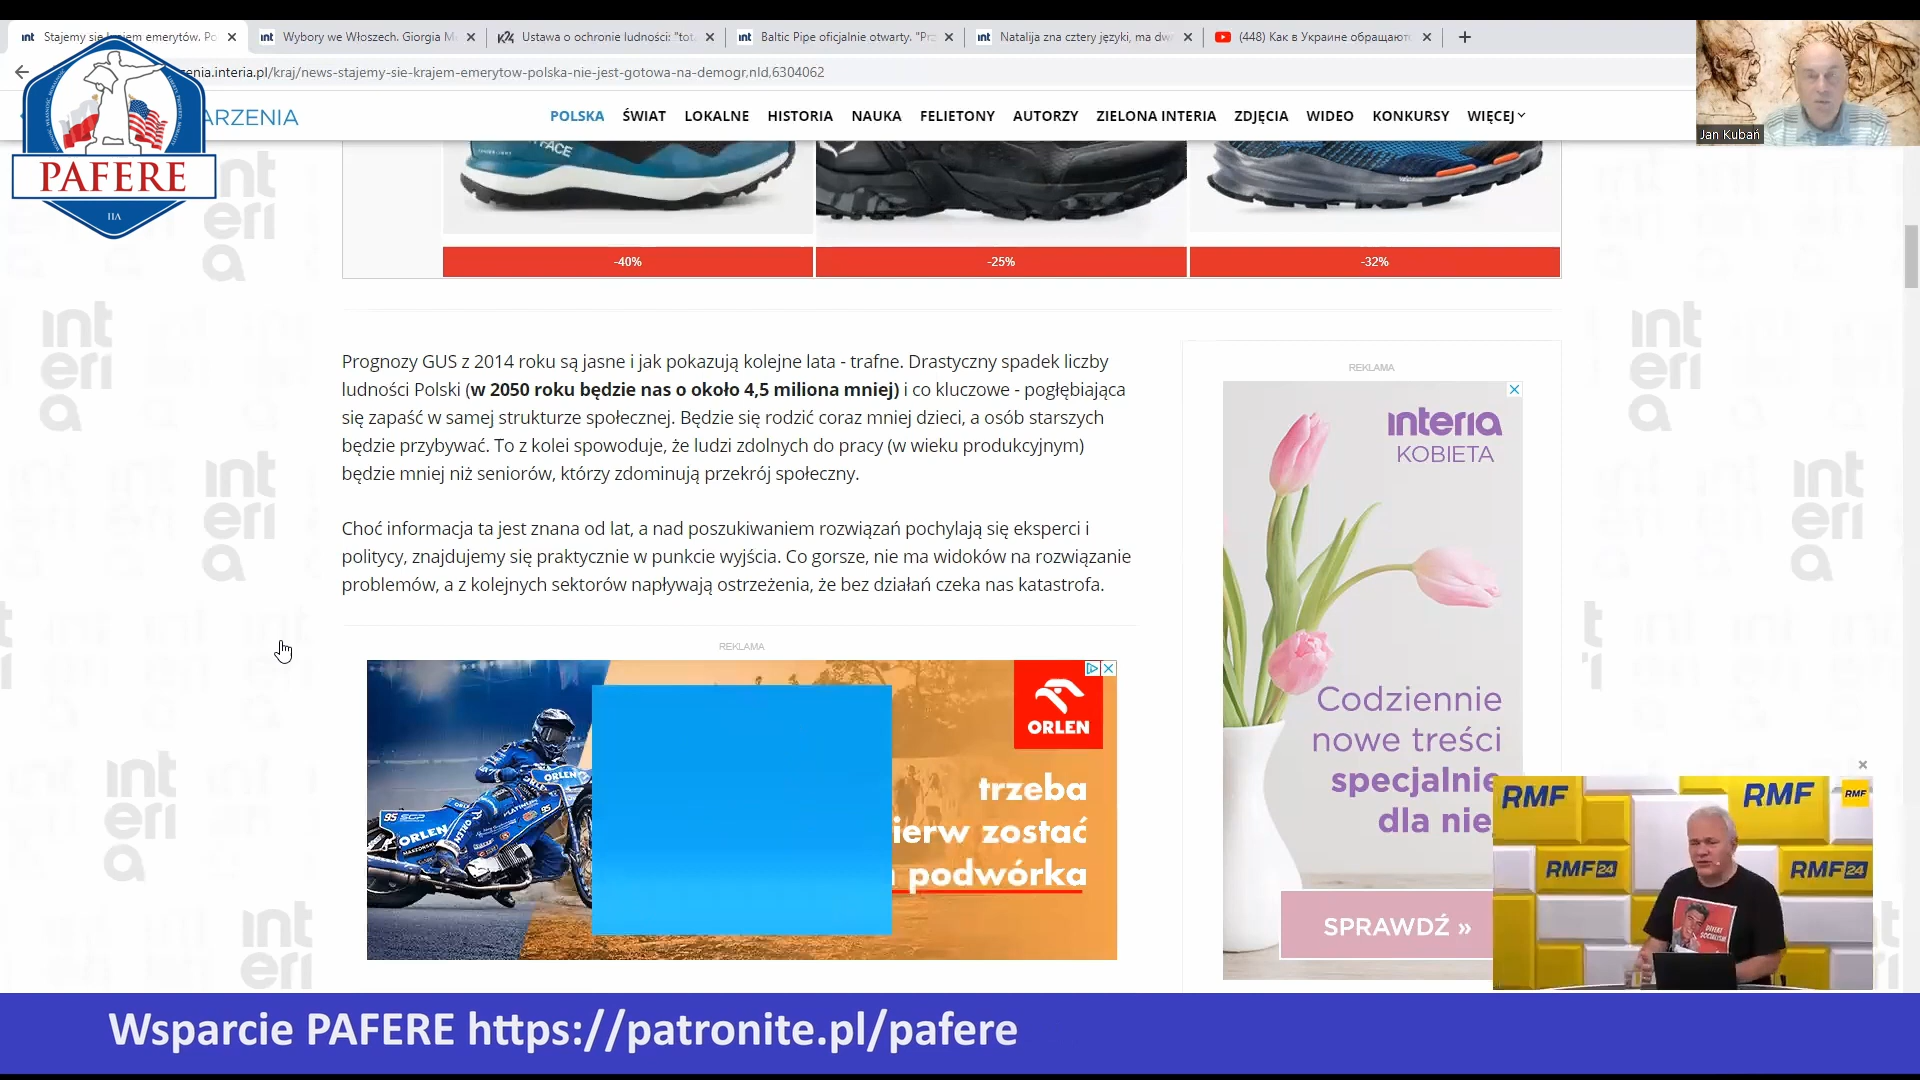 Stajemy się krajem emerytów. Po
Wybory we Włoszech. Giorgia M
Ustawa o ochronie ludności: "tot
Baltic Pipe oficjalnie otwarty. "Prz
Natalija zna cztery języki, ma dw
(448) Как в Украине обращают
enia.interia.pl/kraj/news-stajemy-sie-krajem-emerytow-polska-nie-jest-gotowa-na-demogr,nId,6304062
Jan Kubań
ARZENIA
POLSKA ŚWIAT LOKALNE HISTORIA NAUKA FELIETONY AUTORZY ZIELONA INTERIA ZDJĘCIA WIDEO KONKURSY WIĘCEJ
PAFERE
-40%
-25%
-32%
Prognozy GUS z 2014 roku są jasne i jak pokazują kolejne lata - trafne. Drastyczny spadek liczby
ludności Polski (w 2050 roku będzie nas o około 4,5 miliona mniej) i co kluczowe - pogłębiająca
się zapaść w samej strukturze społecznej. Będzie się rodzić coraz mniej dzieci, a osób starszych
będzie przybywać. To z kolei spowoduje, że ludzi zdolnych do pracy (w wieku produkcyjnym)
będzie mniej niż seniorów, którzy zdominują przekrój społeczny.
Choć informacja ta jest znana od lat, a nad poszukiwaniem rozwiązań pochylają się eksperci i
politycy, znajdujemy się praktycznie w punkcie wyjścia. Co gorsze, nie ma widoków na rozwiązanie
problemów, a z kolejnych sektorów napływają ostrzeżenia, że bez działań czeka nas katastrofa.
REKLAMA
ORLEN
trzeba
ierw zostać
podwórka
ORLEN
ORLEN
95
REKLAMA
interia
KOBIETA
Codziennie
nowe treści
specjalnie
dla nie
SPRAWDŹ »
RMF
RMF
RMF
RMF24
RMF24
Wsparcie PAFERE https://patronite.pl/pafere